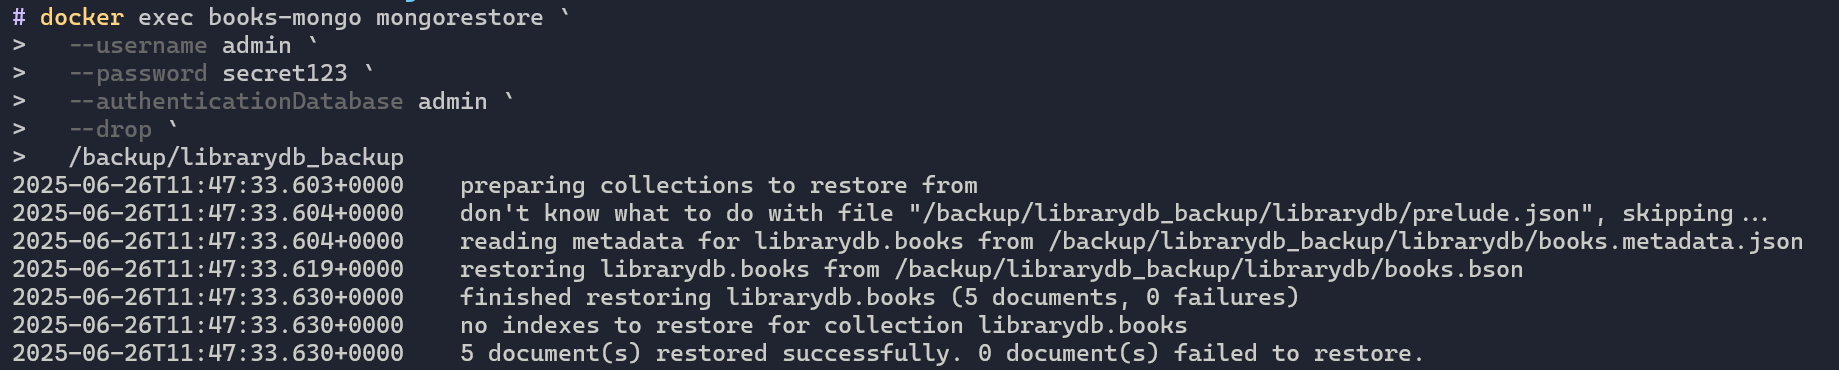 # docker exec books-mongo mongorestore `
>   --username admin `
>   --password secret123 `
>   --authenticationDatabase admin `
>   --drop `
>   /backup/librarydb_backup
2025-06-26T11:47:33.603+0000    preparing collections to restore from
2025-06-26T11:47:33.604+0000    don't know what to do with file "/backup/librarydb_backup/librarydb/prelude.json", skipping...
2025-06-26T11:47:33.604+0000    reading metadata for librarydb.books from /backup/librarydb_backup/librarydb/books.metadata.json
2025-06-26T11:47:33.619+0000    restoring librarydb.books from /backup/librarydb_backup/librarydb/books.bson
2025-06-26T11:47:33.630+0000    finished restoring librarydb.books (5 documents, 0 failures)
2025-06-26T11:47:33.630+0000    no indexes to restore for collection librarydb.books
2025-06-26T11:47:33.630+0000    5 document(s) restored successfully. 0 document(s) failed to restore.